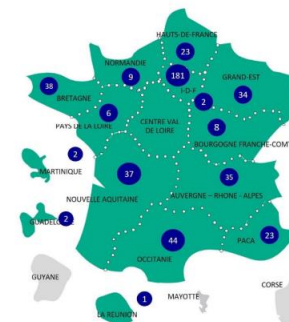 HAUTS-DE-FRANCE
23
NORMANDIE
9
181
I-D-F
GRAND-EST
34
38
BRETAGNE
6
2
PAYS DE LA LOIRE
CENTRE VAL
DE LOIRE
8
BOURGOGNE FRANCHE-COMT
2
MARTINIQUE
37
35
NOUVELLE AQUITAINE
AUVERGNE – RHONE - ALPES
2
GUADELOUPE
44
23
PACA
OCCITANIE
GUYANE
1
MAYOTTE
CORSE
LA REUNION